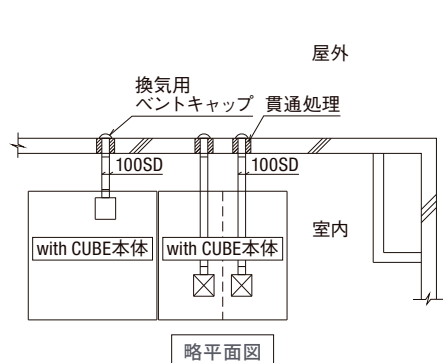 屋外
換気用
ベントキャップ
貫通処理
100SD
100SD
with CUBE本体
with CUBE本体
室内
略平面図